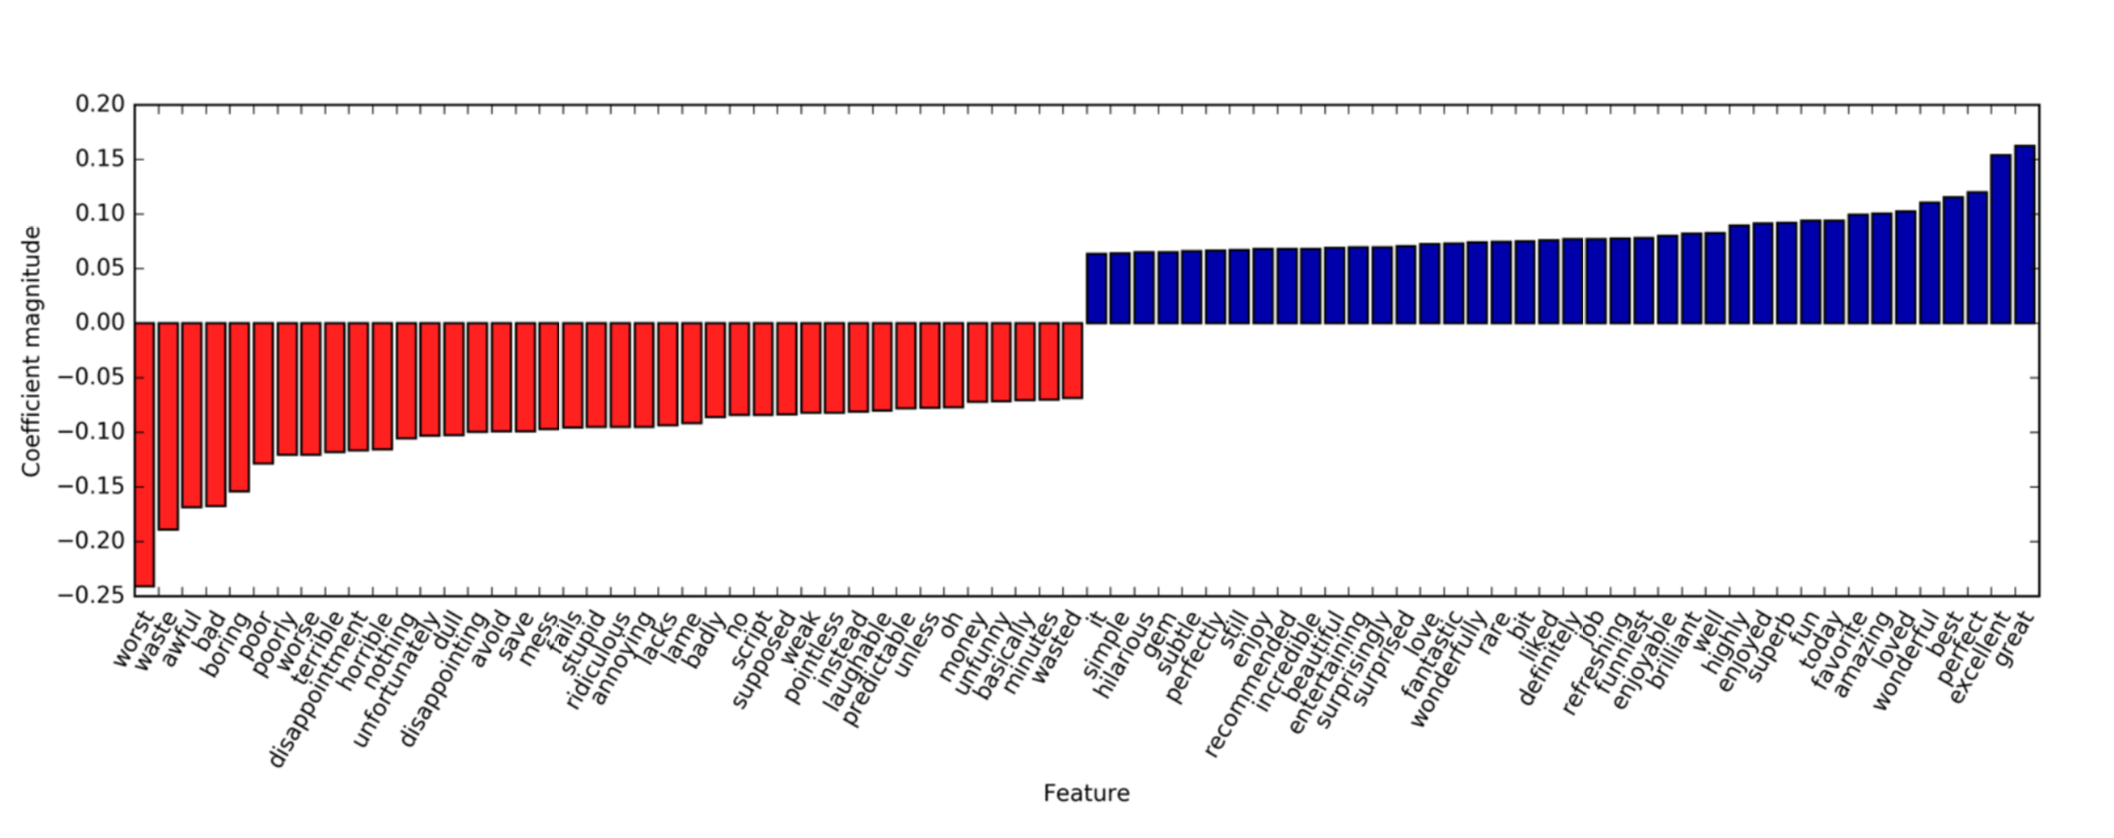 0.20
0.15
0.10
0.05
0.00
−0.05
−0.10
−0.15
−0.20
−0.25
Coefficient magnitude
worst
waste
awful
bad
boring
poor
poorly
worse
terrible
disappointment
horrible
nothing
unfortunately
dull
disappointing
avoid
save
mess
fails
stupid
ridiculous
annoying
lacks
lame
badly
no
script
supposed
weak
pointless
instead
laughable
predictable
unless
oh
money
unfunny
basically
minutes
wasted
it
simple
hilarious
gem
subtle
perfectly
still
enjoy
recommended
incredible
beautiful
entertaining
surprisingly
surprised
love
fantastic
wonderfully
rare
bit
liked
definitely
job
refreshing
funniest
enjoyable
brilliant
well
highly
enjoyed
superb
fun
today
favorite
amazing
loved
wonderful
best
perfect
excellent
great
Feature